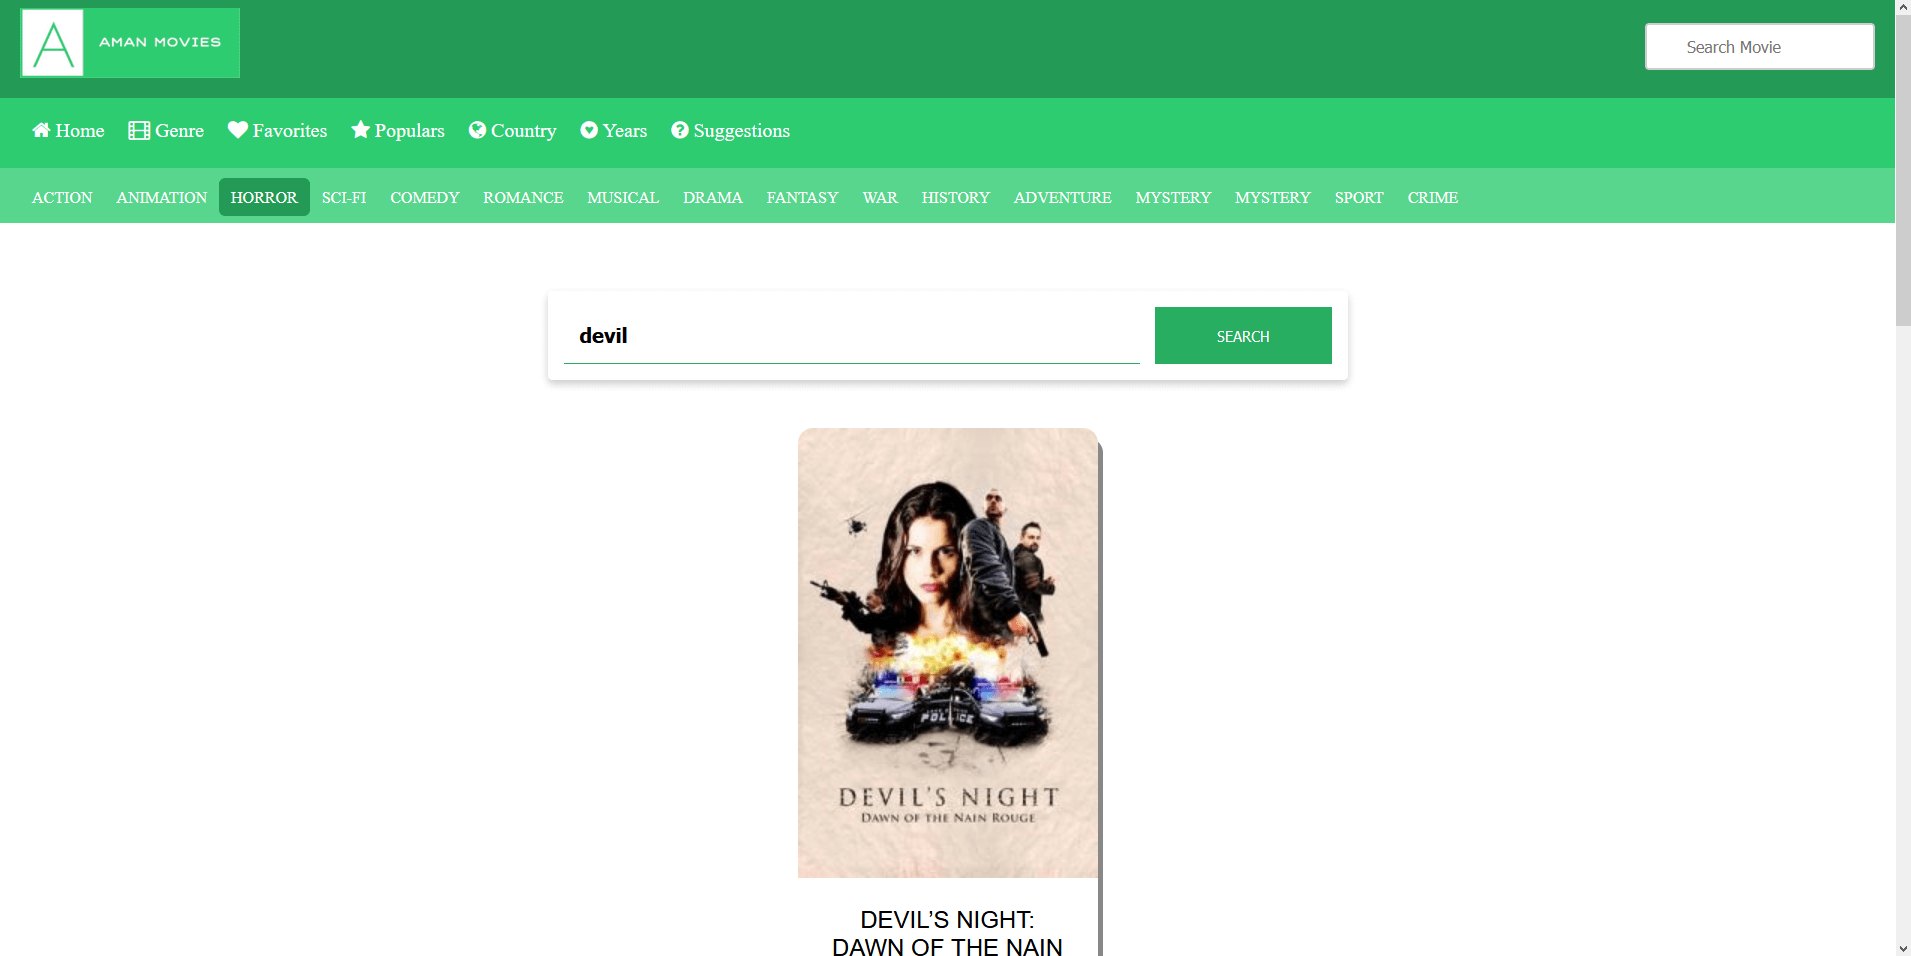 A
AMAN MOVIES
Search Movie
Home Genre Favorites Populars Country Years Suggestions
ACTION ANIMATION HORROR SCI-FI COMEDY ROMANCE MUSICAL DRAMA FANTASY WAR HISTORY ADVENTURE MYSTERY MYSTERY SPORT CRIME
devil
SEARCH
POLICE
DEVIL'S NIGHT
DAWN OF THE NAIN ROUGE
DEVIL’S NIGHT:
DAWN OF THE NAIN